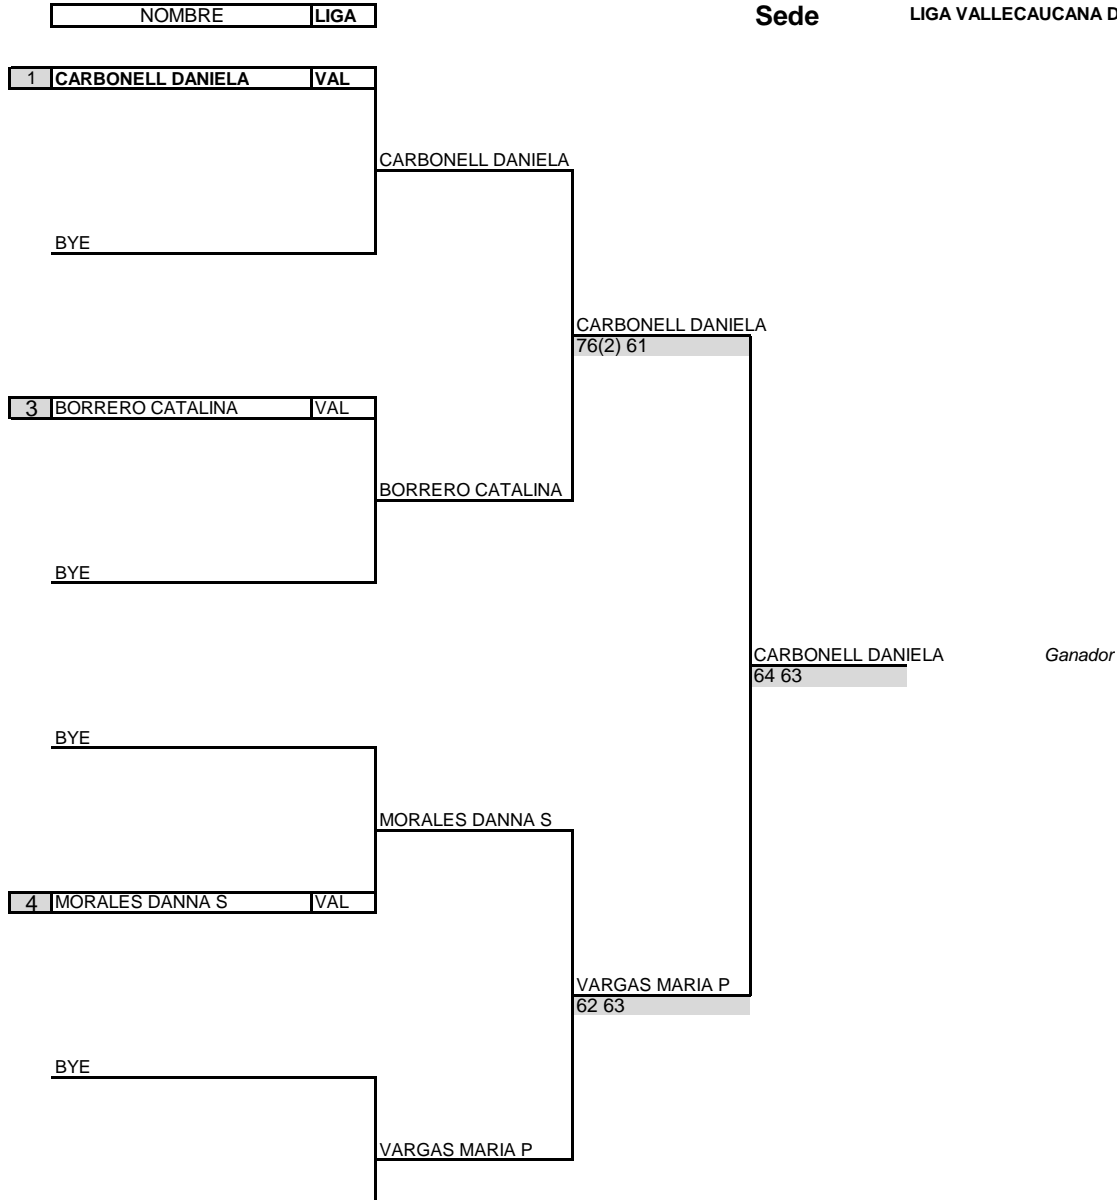 NOMBRE LIGA Sede LIGA VALLECAUCANA D
1 CARBONELL DANIELA VAL
CARBONELL DANIELA
BYE
CARBONELL DANIELA
76(2) 61
3 BORRERO CATALINA VAL
BORRERO CATALINA
BYE
CARBONELL DANIELA Ganador
64 63
BYE
MORALES DANNA S
4 MORALES DANNA S VAL
VARGAS MARIA P
62 63
BYE
VARGAS MARIA P